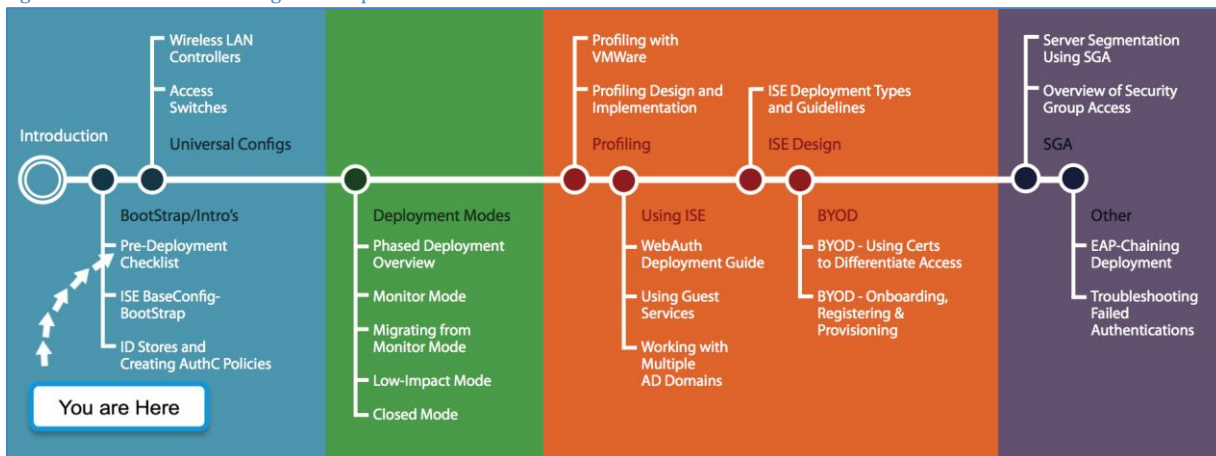 Introduction
Wireless LAN
Controllers
Access
Switches
Universal Configs
BootStrap/Intro's
Pre-Deployment
Checklist
ISE BaseConfig-
BootStrap
ID Stores and
Creating AuthC Policies
You are Here
Deployment Modes
Phased Deployment
Overview
Monitor Mode
Migrating from
Monitor Mode
Low-Impact Mode
Closed Mode
Profiling with
VMWare
Profiling Design and
Implementation
Profiling
ISE Deployment Types
and Guidelines
ISE Design
Using ISE
WebAuth
Deployment Guide
Using Guest
Services
Working with
Multiple
AD Domains
BYOD
BYOD - Using Certs
to Differentiate Access
BYOD - Onboarding,
Registering &
Provisioning
Server Segmentation
Using SGA
Overview of Security
Group Access
SGA
Other
EAP-Chaining
Deployment
Troubleshooting
Failed
Authentications